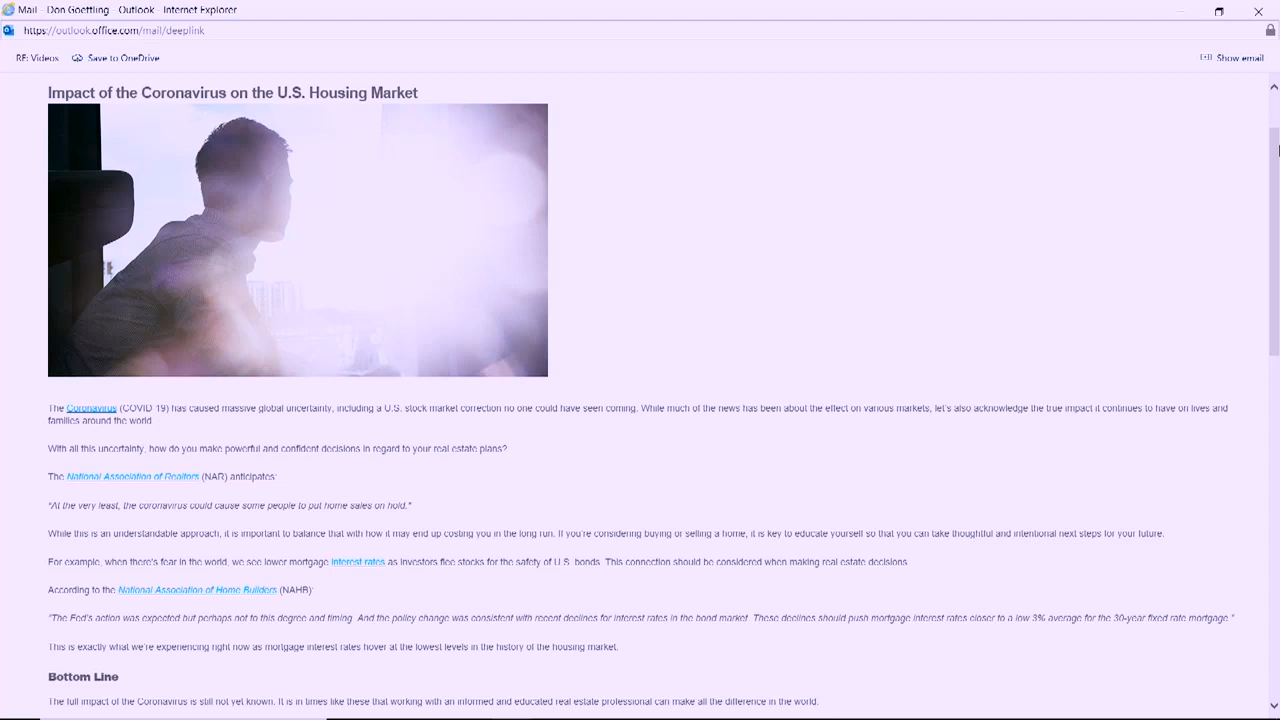 Mail - Don Goettling - Outlook - Internet Explorer
https://outlook.office.com/mail/deeplink
RE: Videos Save to OneDrive Show email
Impact of the Coronavirus on the U.S. Housing Market
The Coronavirus (COVID 19) has caused massive global uncertainty, including a U.S. stock market correction no one could have seen coming. While much of the news has been about the effect on various markets, let's also acknowledge the true impact it continues to have on lives and
families around the world
With all this uncertainty, how do you make powerful and confident decisions in regard to your real estate plans?
The National Association of Realtors (NAR) anticipates:
"At the very least, the coronavirus could cause some people to put home sales on hold."
While this is an understandable approach, it is important to balance that with how it may end up costing you in the long run. If you're considering buying or selling a home, it is key to educate yourself so that you can take thoughtful and intentional next steps for your future.
For example, when there's fear in the world, we see lower mortgage interest rates as investors flee stocks for the safety of U.S. bonds. This connection should be considered when making real estate decisions
According to the National Association of Home Builders (NAHB):
"The Fed's action was expected but perhaps not to this degree and timing. And the policy change was consistent with recent declines for interest rates in the bond market. These declines should push mortgage interest rates closer to a low 3% average for the 30-year fixed rate mortgage."
This is exactly what we're experiencing right now as mortgage interest rates hover at the lowest levels in the history of the housing market.
Bottom Line
The full impact of the Coronavirus is still not yet known. It is in times like these that working with an informed and educated real estate professional can make all the difference in the world.